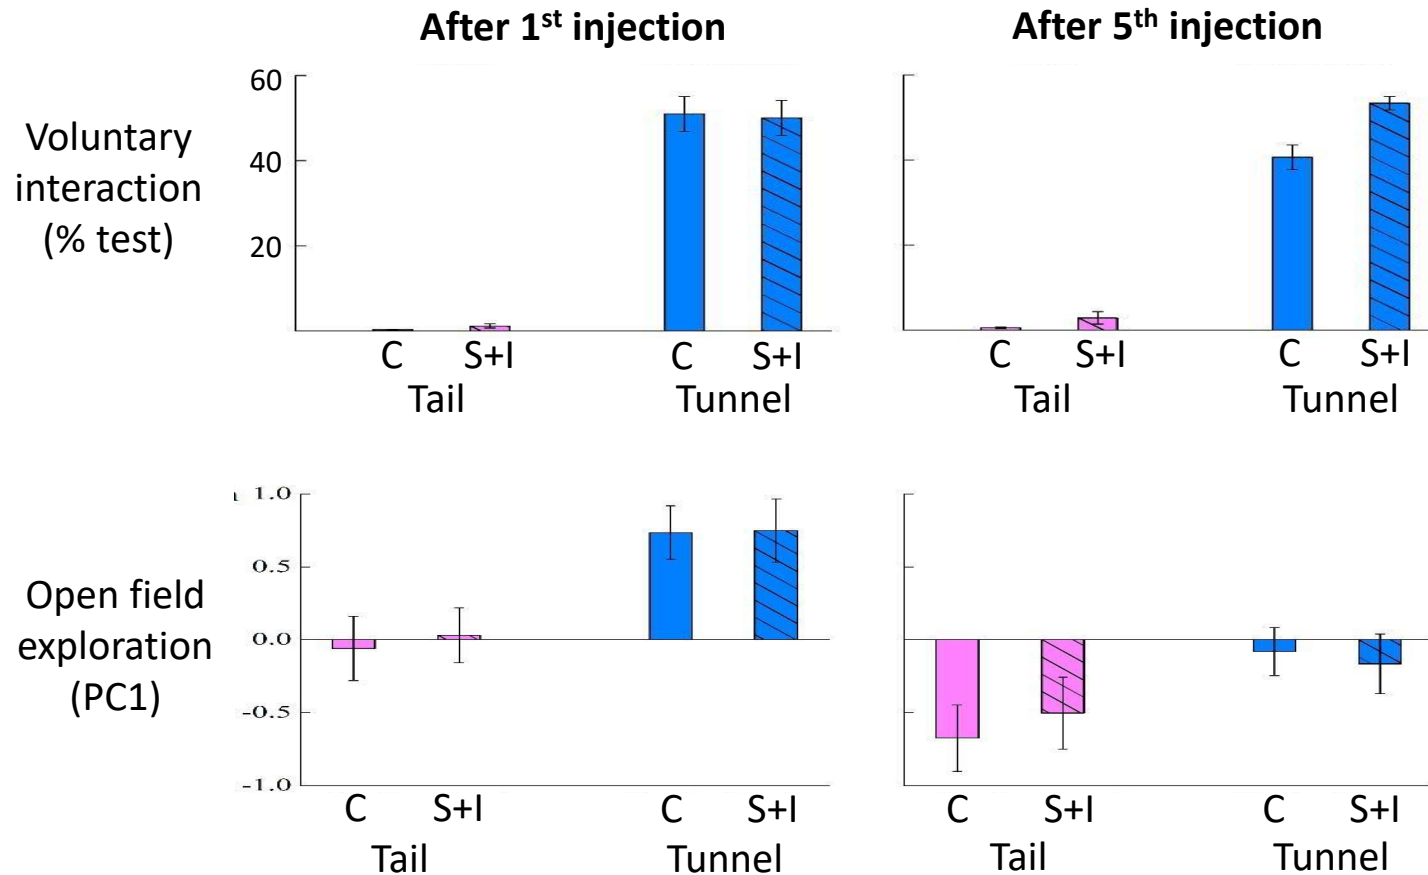 After 1st injection
After 5th injection
Voluntary
interaction
(% test)
60
40
20
C S+I C S+I
Tail Tunnel
C S+I C S+I
Tail Tunnel
Open field
exploration
(PC1)
1.0
0.5
0.0
-0.5
-1.0
C S+I C S+I
Tail Tunnel
C S+I C S+I
Tail Tunnel